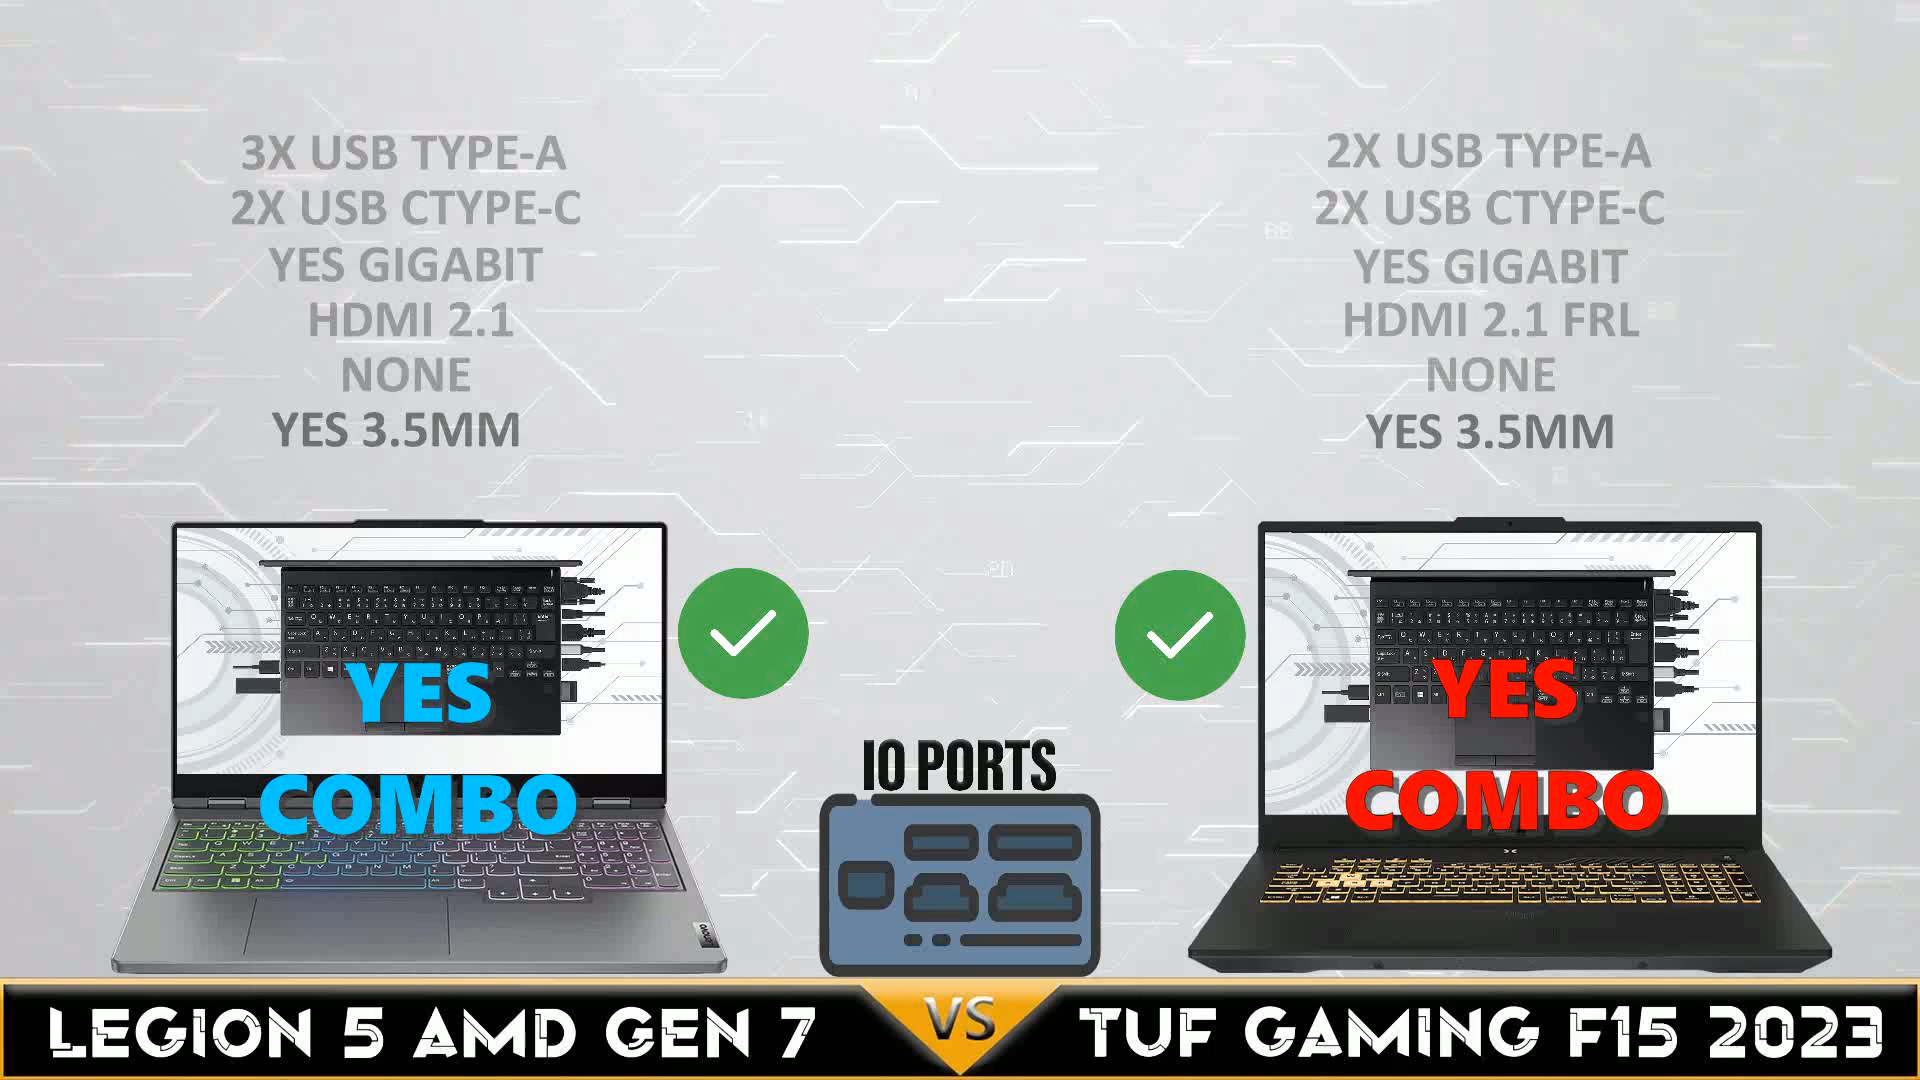 3X USB TYPE-A
2X USB CTYPE-C
YES GIGABIT
HDMI 2.1
NONE
YES 3.5MM
2X USB TYPE-A
2X USB CTYPE-C
YES GIGABIT
HDMI 2.1 FRL
NONE
YES 3.5MM
YES
COMBO
YES
COMBO
IO PORTS
Lenovo
LEGION 5 AMD GEN 7
VS
TUF GAMING F15 2023